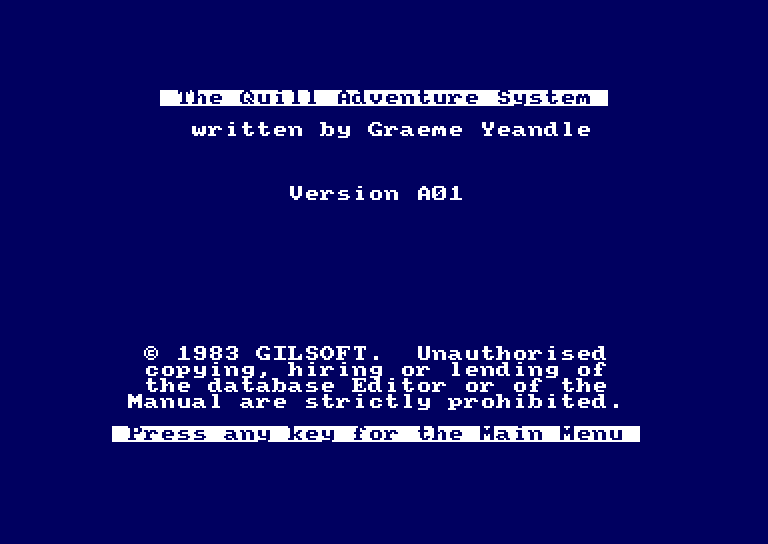 The Quill Adventure System
written by Graeme Yeandle
Version A01
© 1983 GILSOFT.  Unauthorised
copying, hiring or lending of
the database Editor or of the
Manual are strictly prohibited.
Press any key for the Main Menu